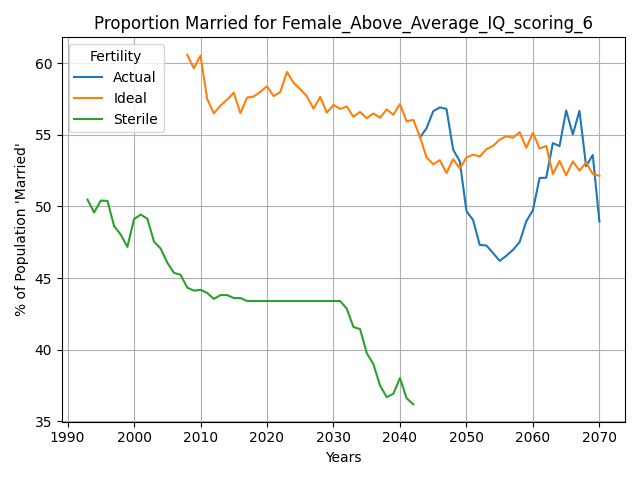 Proportion Married for Female_Above_Average_IQ_scoring_6
Fertility
Actual
Ideal
Sterile
% of Population 'Married'
60
55
50
45
40
35
1990 2000 2010 2020 2030 2040 2050 2060 2070
Years